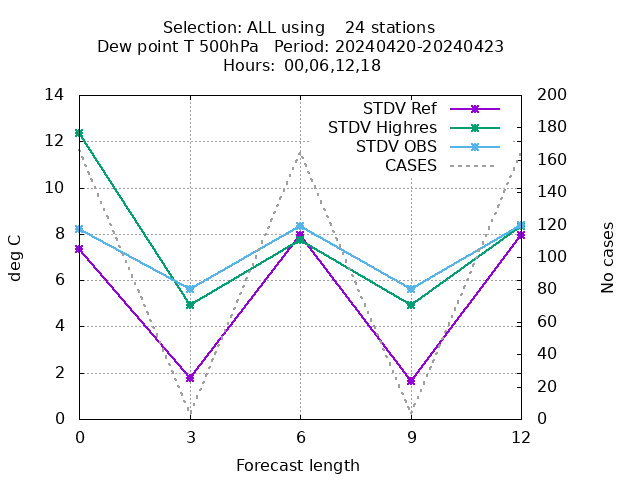 Selection: ALL using    24 stations
Dew point T 500hPa   Period: 20240420-20240423
Hours: 00,06,12,18
STDV Ref
STDV Highres
STDV OBS
CASES
14
12
10
8
6
4
2
0
200
180
160
140
120
100
80
60
40
20
0
deg C
No cases
0 3 6 9 12
Forecast length